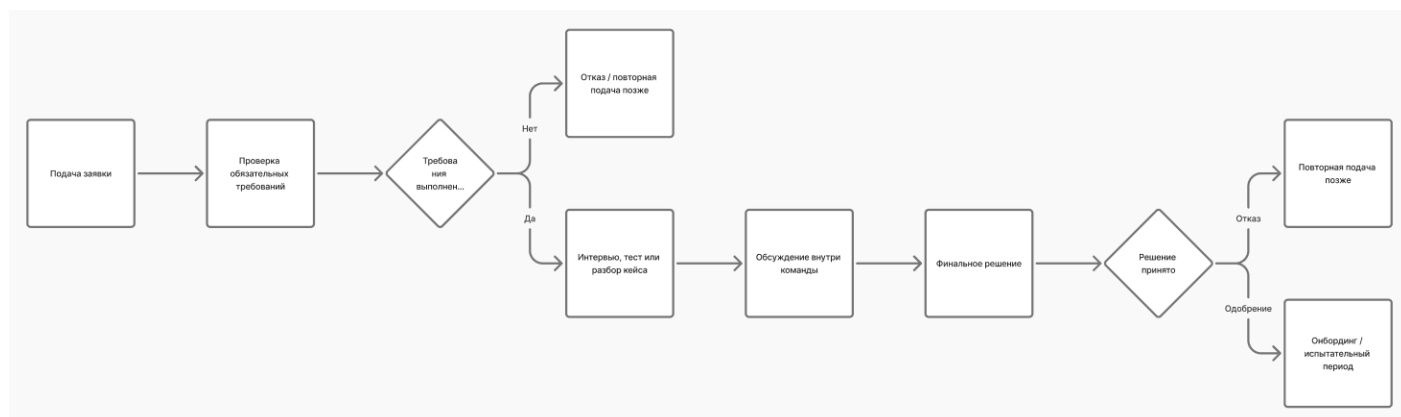 Подача заявки
Проверка
обязательных
требований
Требова
ния
выполнен...
Нет
Да
Отказ / повторная
подача позже
Интервью, тест или
разбор кейса
Обсуждение внутри
команды
Финальное решение
Решение
принято
Отказ
Одобрение
Повторная подача
позже
Онбординг /
испытательный
период